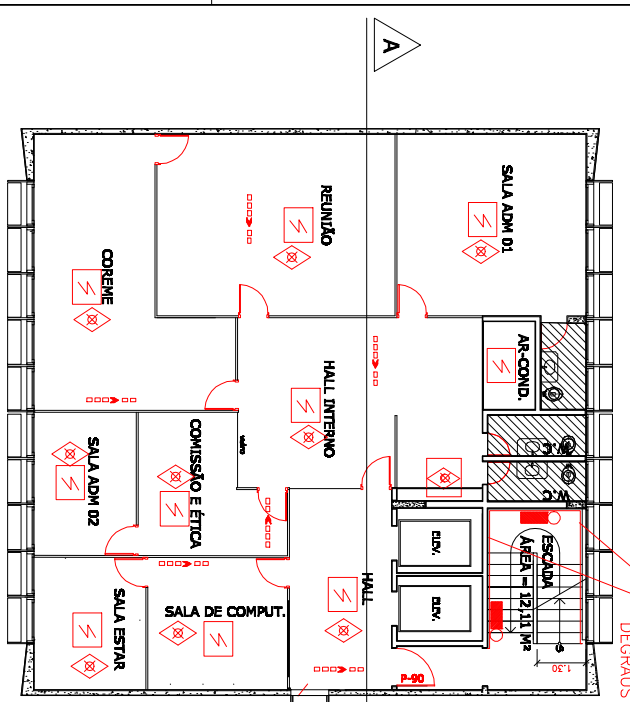 A
SALA ADM 01
REUNIÃO
COREME
AR-COND.
HALL INTERNO
W.C
W.C
COMISSÃO E ÉTICA
SALA ADM 02
ELEV.
ELEV.
ESCADA
ÁREA = 12,11 M²
S
HALL
SALA DE COMPUT.
SALA ESTAR
P-90
1.30
DEGRAUS